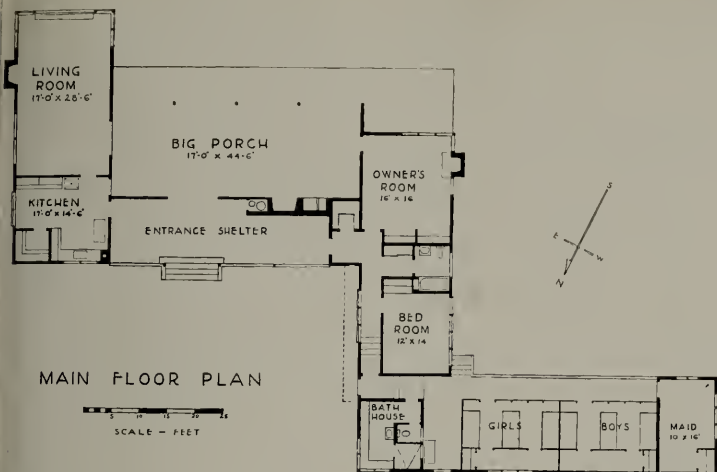 LIVING
ROOM
17'-0" X 28'-6"
BIG PORCH
17'-0" X 44'-6"
OWNER'S
ROOM
16' X 16
KITCHEN
17'-0" X 14'-6"
ENTRANCE SHELTER
S
E
W
N
BED
ROOM
12' X 14
MAIN FLOOR PLAN
5 10 15 20 25
SCALE - FEET
BATH
HOUSE
GIRLS
BOYS
MAID
10 X 16'